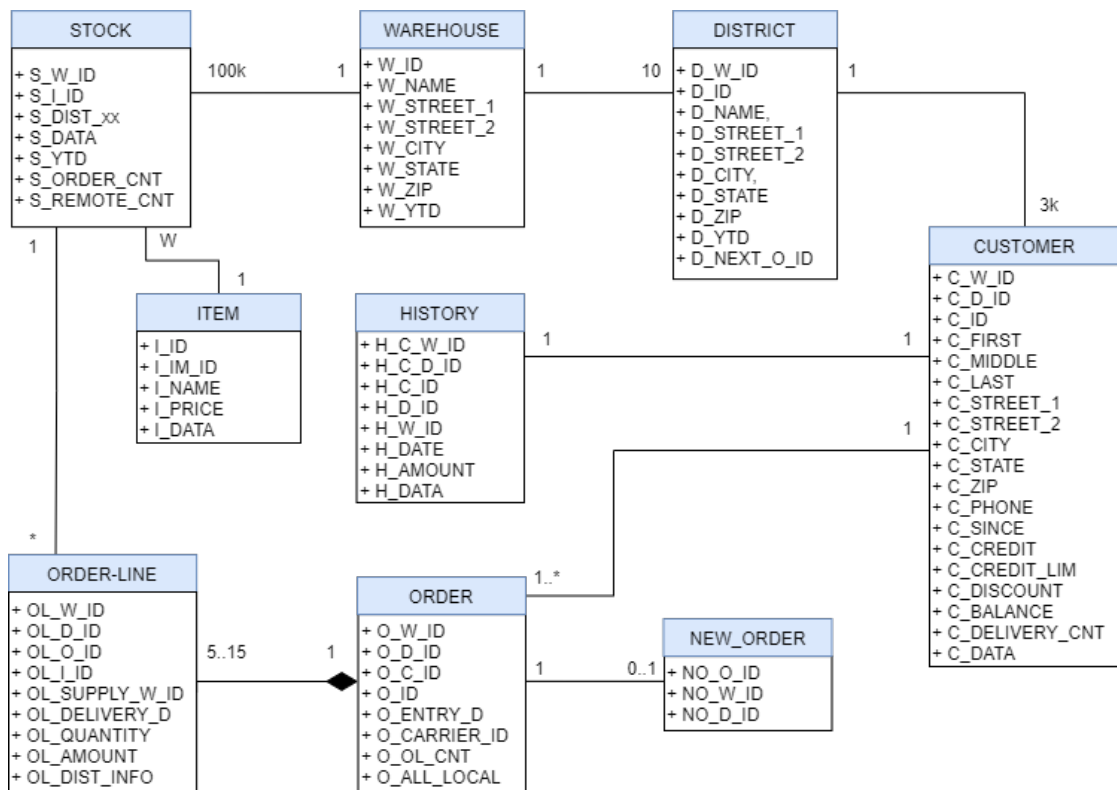 STOCK
+ S_W_ID
+ S_I_ID
+ S_DIST_xx
+ S_DATA
+ S_YTD
+ S_ORDER_CNT
+ S_REMOTE_CNT
100k
1
WAREHOUSE
+ W_ID
+ W_NAME
+ W_STREET_1
+ W_STREET_2
+ W_CITY
+ W_STATE
+ W_ZIP
+ W_YTD
1
10
DISTRICT
+ D_W_ID
+ D_ID
+ D_NAME,
+ D_STREET_1
+ D_STREET_2
+ D_CITY,
+ D_STATE
+ D_ZIP
+ D_YTD
+ D_NEXT_O_ID
1
3k
1
W
1
ITEM
+ I_ID
+ I_IM_ID
+ I_NAME
+ I_PRICE
+ I_DATA
HISTORY
+ H_C_W_ID
+ H_C_D_ID
+ H_C_ID
+ H_D_ID
+ H_W_ID
+ H_DATE
+ H_AMOUNT
+ H_DATA
1
1
1
CUSTOMER
+ C_W_ID
+ C_D_ID
+ C_ID
+ C_FIRST
+ C_MIDDLE
+ C_LAST
+ C_STREET_1
+ C_STREET_2
+ C_CITY
+ C_STATE
+ C_ZIP
+ C_PHONE
+ C_SINCE
+ C_CREDIT
+ C_CREDIT_LIM
+ C_DISCOUNT
+ C_BALANCE
+ C_DELIVERY_CNT
+ C_DATA
*
ORDER-LINE
+ OL_W_ID
+ OL_D_ID
+ OL_O_ID
+ OL_I_ID
+ OL_SUPPLY_W_ID
+ OL_DELIVERY_D
+ OL_QUANTITY
+ OL_AMOUNT
+ OL_DIST_INFO
5..15
1
1..*
ORDER
+ O_W_ID
+ O_D_ID
+ O_C_ID
+ O_ID
+ O_ENTRY_D
+ O_CARRIER_ID
+ O_OL_CNT
+ O_ALL_LOCAL
1
0..1
NEW_ORDER
+ NO_O_ID
+ NO_W_ID
+ NO_D_ID